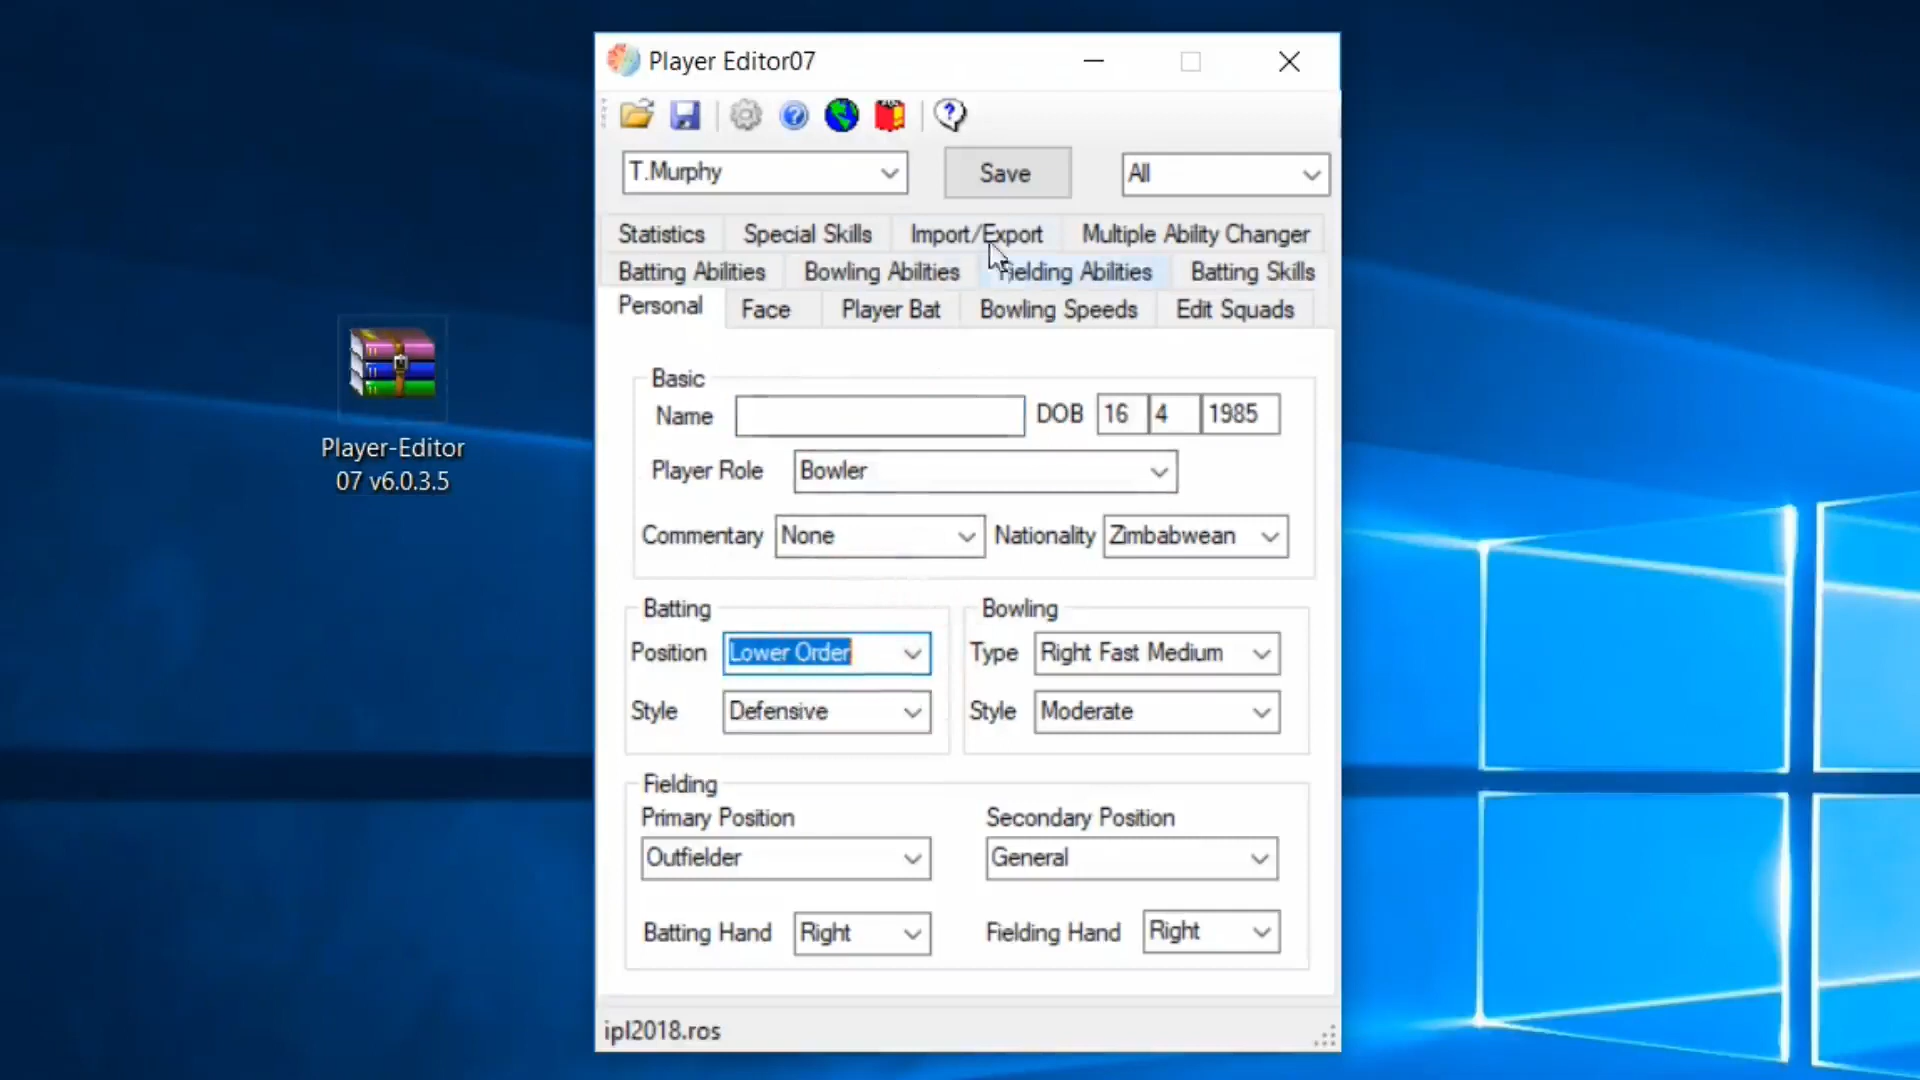 Player Editor07
T.Murphy Save All
Statistics Special Skills Import/Export Multiple Ability Changer
Batting Abilities Bowling Abilities Fielding Abilities Batting Skills
Personal Face Player Bat Bowling Speeds Edit Squads
Basic
Name DOB 16 4 1985
Player Role Bowler
Commentary None Nationality Zimbabwean
Batting Bowling
Position Lower Order Type Right Fast Medium
Style Defensive Style Moderate
Fielding
Primary Position Secondary Position
Outfielder General
Batting Hand Right Fielding Hand Right
ipl2018.ros
Player-Editor
07 v6.0.3.5